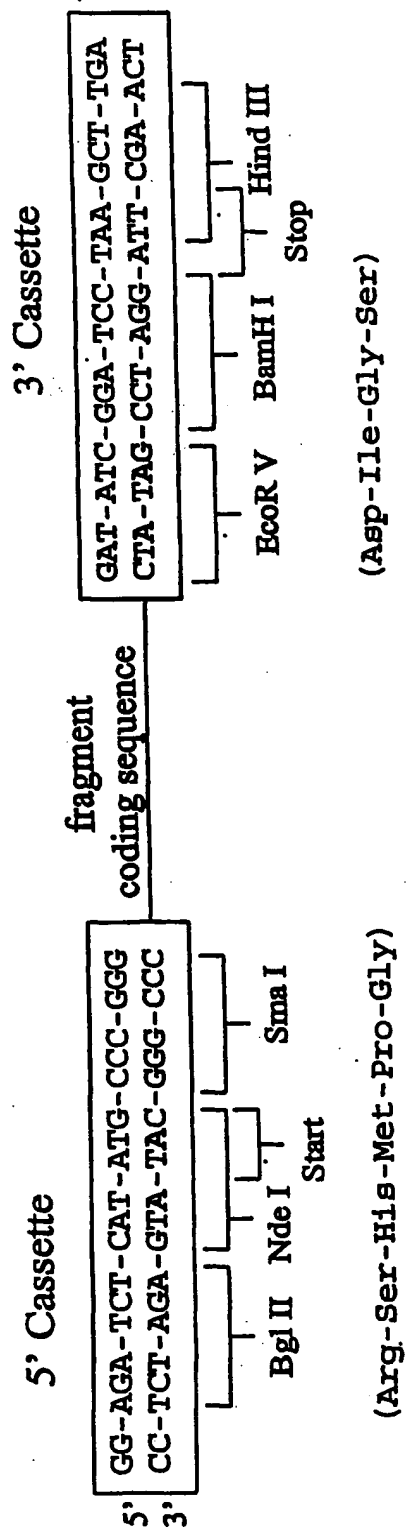 5' Cassette
3' Cassette
fragment
coding sequence
5' GG-AGA-TCT-CAT-ATG-CCC-GGG
3' CC-TCT-AGA-GTA-TAC-GGG-CCC
GAT-ATC-GGA-TCC-TAA-GCT-TGA
CTA-TAG-CCT-AGG-ATT-CGA-ACT
Bgl II Nde I Sma I
Start
EcoR V BamH I Hind III
Stop
(Arg-Ser-His-Met-Pro-Gly)
(Asp-Ile-Gly-Ser)